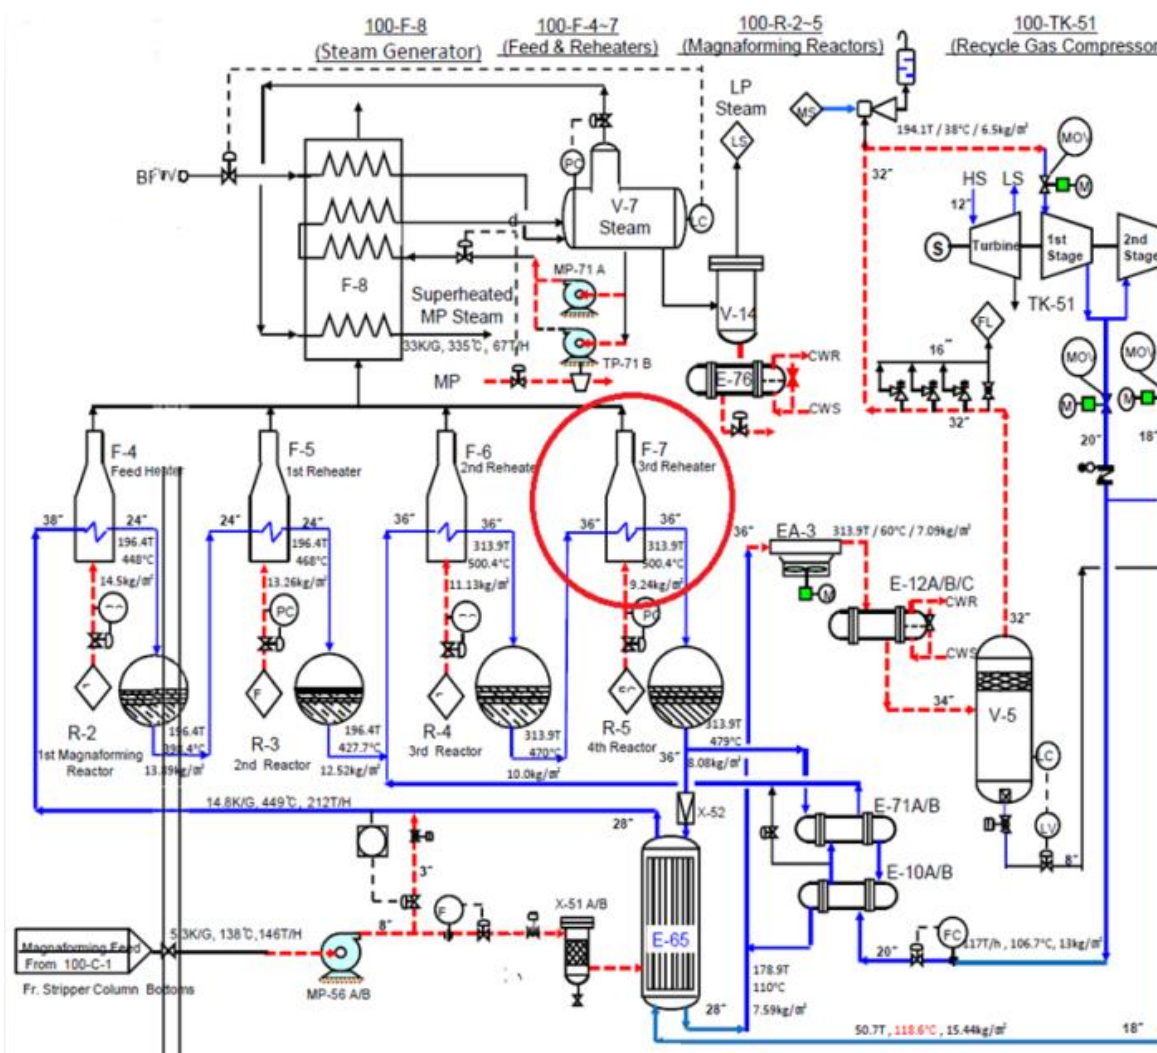 100-F-8
(Steam Generator)
100-F-4~7
(Feed & Reheaters)
100-R-2~5
(Magnaforming Reactors)
100-TK-51
(Recycle Gas Compressor
LP
Steam
LS
MS
194.1T / 38°C / 6.5kg/㎠
MOV
M
32"
HS
LS
12"
S
Turbine
1st
Stage
2nd
Stage
TK-51
PC
V-7
Steam
LC
d
F-8
MP-71 A
Superheated
MP Steam
33K/G, 335℃, 67T/H
TP-71 B
MP
V-14
E-76
CWR
CWS
FL
16"
32"
MOV
MOV
M
M
20"
18"
F-4
Feed Heater
F-5
1st Reheater
F-6
2nd Reheate
F-7
3rd Reheater
38"
24"
196.4T
448°C
14.5kg/㎠
24"
24"
196.4T
468°C
13.26kg/㎠
36"
36"
313.9T
500.4°C
11.13kg/㎠
36"
36"
313.9T
500.4°C
9.24kg/㎠
36"
EA-3
313.9T / 60°C / 7.09kg/㎠
M
E-12A/B/C
CWR
CWS
32"
34"
V-5
LC
LV
8"
PC
PC
F
R-2
1st Magnaforming
Reactor
196.4T
13.89kg/㎠
R-3
2nd Reactor
196.4T
427.7°C
12.52kg/㎠
R-4
3rd Reactor
313.9T
470°C
10.0kg/㎠
R-5
4th Reactor
313.9T
479°C
8.08kg/㎠
36"
14.8K/G, 449℃, 212T/H
28"
X-52
E-71A/B
E-10A/B
3"
F
X-51 A/B
8"
E-65
5.3K/G, 138℃,146T/H
Magnaforming Feed
From 100-C-1
Fr. Stripper Column Bottoms
MP-56 A/B
20"
FC
117T/h , 106.7°C, 13kg/㎠
178.9T
110°C
7.59kg/㎠
28"
50.7T, 118.6°C , 15.44kg/㎠
18"